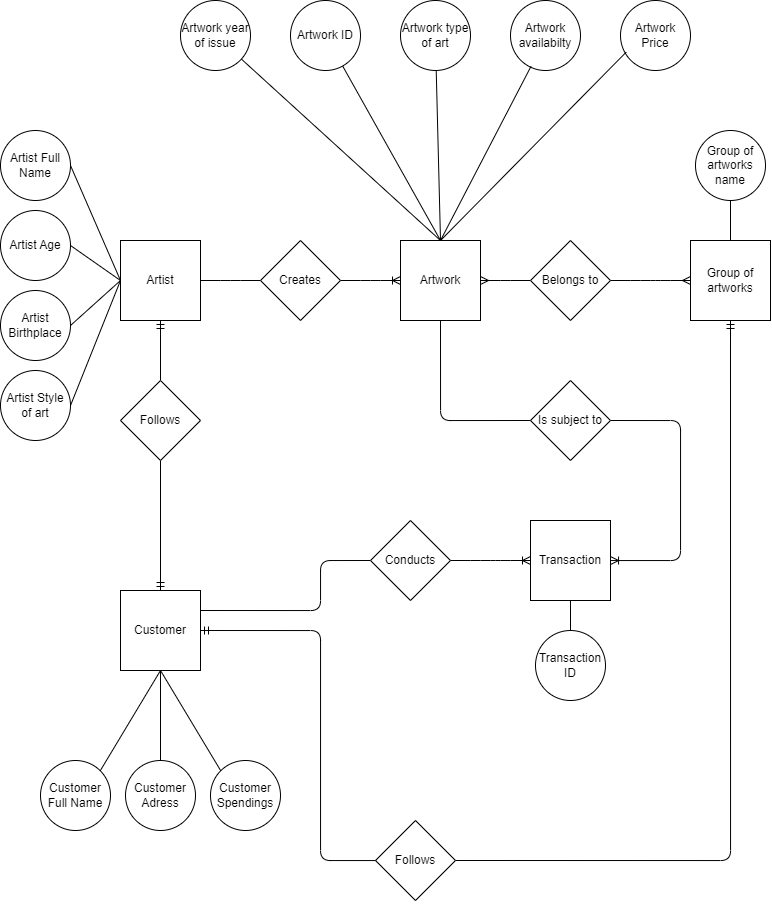 Artwork year
of issue
Artwork ID
Artwork type
of art
Artwork
availabilty
Artwork
Price
Artist Full
Name
Group of
artworks
name
Artist Age
Artist
Creates
Artwork
Belongs to
Group of
artworks
Artist
Birthplace
Artist Style
of art
Follows
Is subject to
Conducts
Transaction
Customer
Transaction
ID
Customer
Full Name
Customer
Adress
Customer
Spendings
Follows